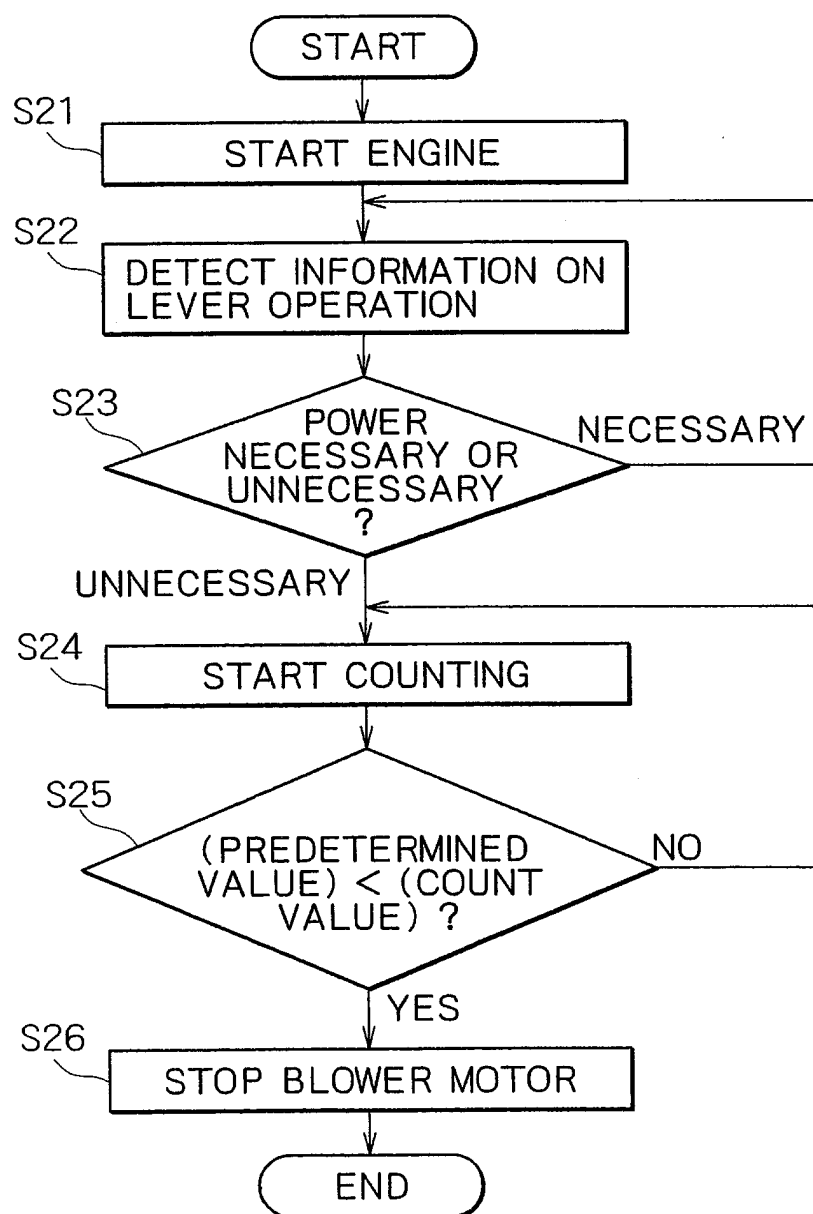 START
S21
START ENGINE
S22
DETECT INFORMATION ON
LEVER OPERATION
S23
POWER
NECESSARY OR
UNNECESSARY
?
NECESSARY
UNNECESSARY
S24
START COUNTING
S25
(PREDETERMINED
VALUE) < (COUNT
VALUE) ?
NO
YES
S26
STOP BLOWER MOTOR
END